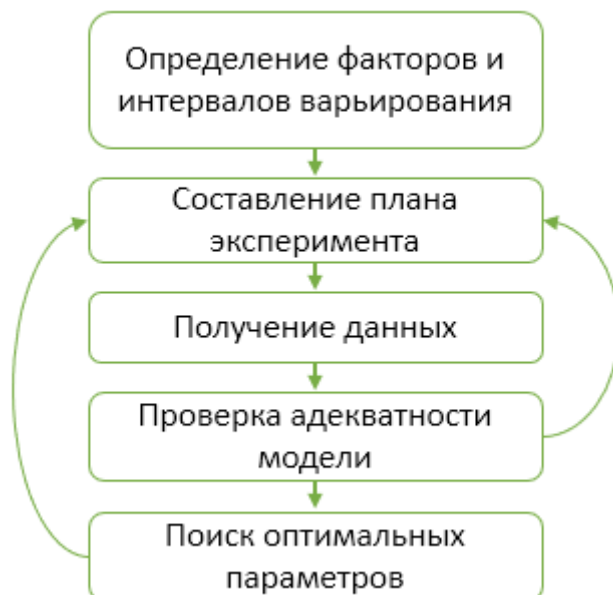 Определение факторов и
интервалов варьирования
Составление плана
эксперимента
Получение данных
Проверка адекватности
модели
Поиск оптимальных
параметров